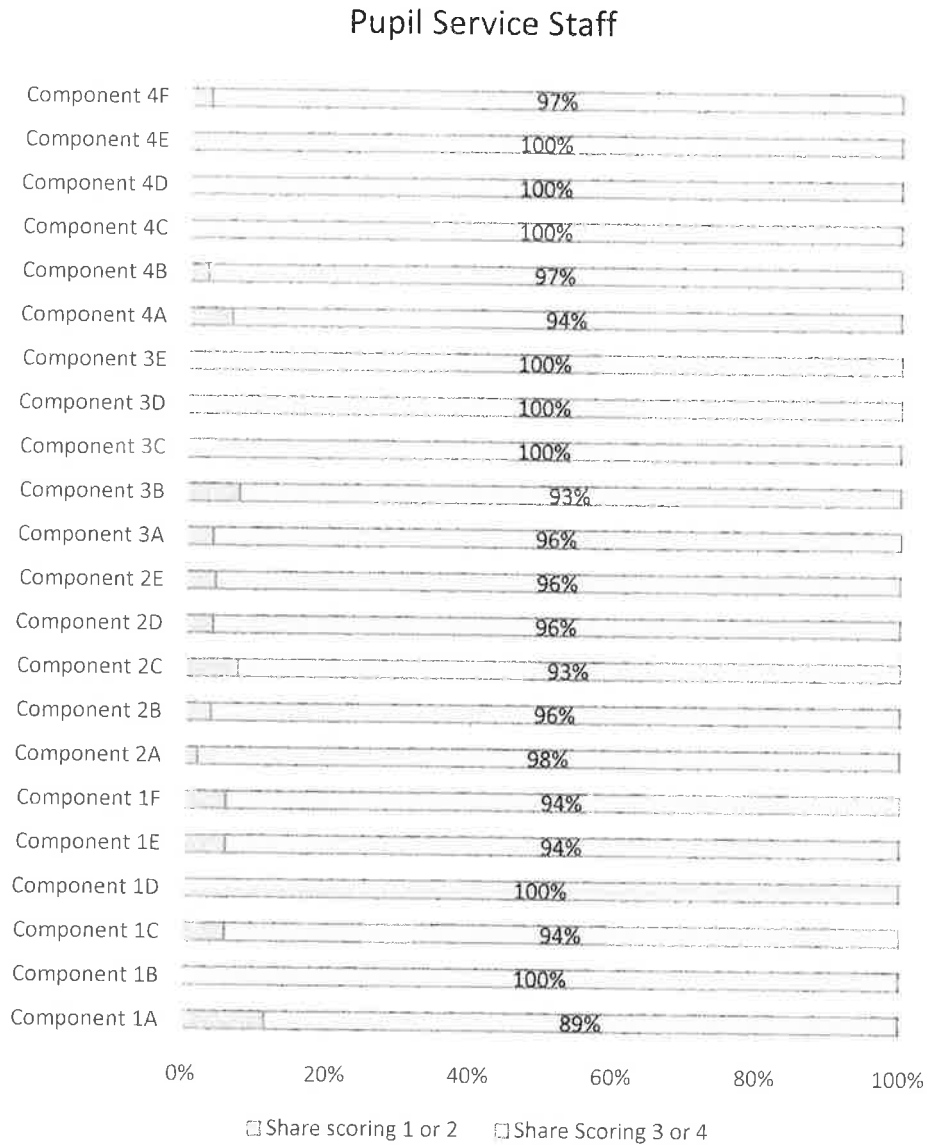 Pupil Service Staff
Component 4F 97%
Component 4E 100%
Component 4D 100%
Component 4C 100%
Component 4B 97%
Component 4A 94%
Component 3E 100%
Component 3D 100%
Component 3C 100%
Component 3B 93%
Component 3A 96%
Component 2E 96%
Component 2D 96%
Component 2C 93%
Component 2B 96%
Component 2A 98%
Component 1F 94%
Component 1E 94%
Component 1D 100%
Component 1C 94%
Component 1B 100%
Component 1A 89%
0% 20% 40% 60% 80% 100%
Share scoring 1 or 2 Share Scoring 3 or 4